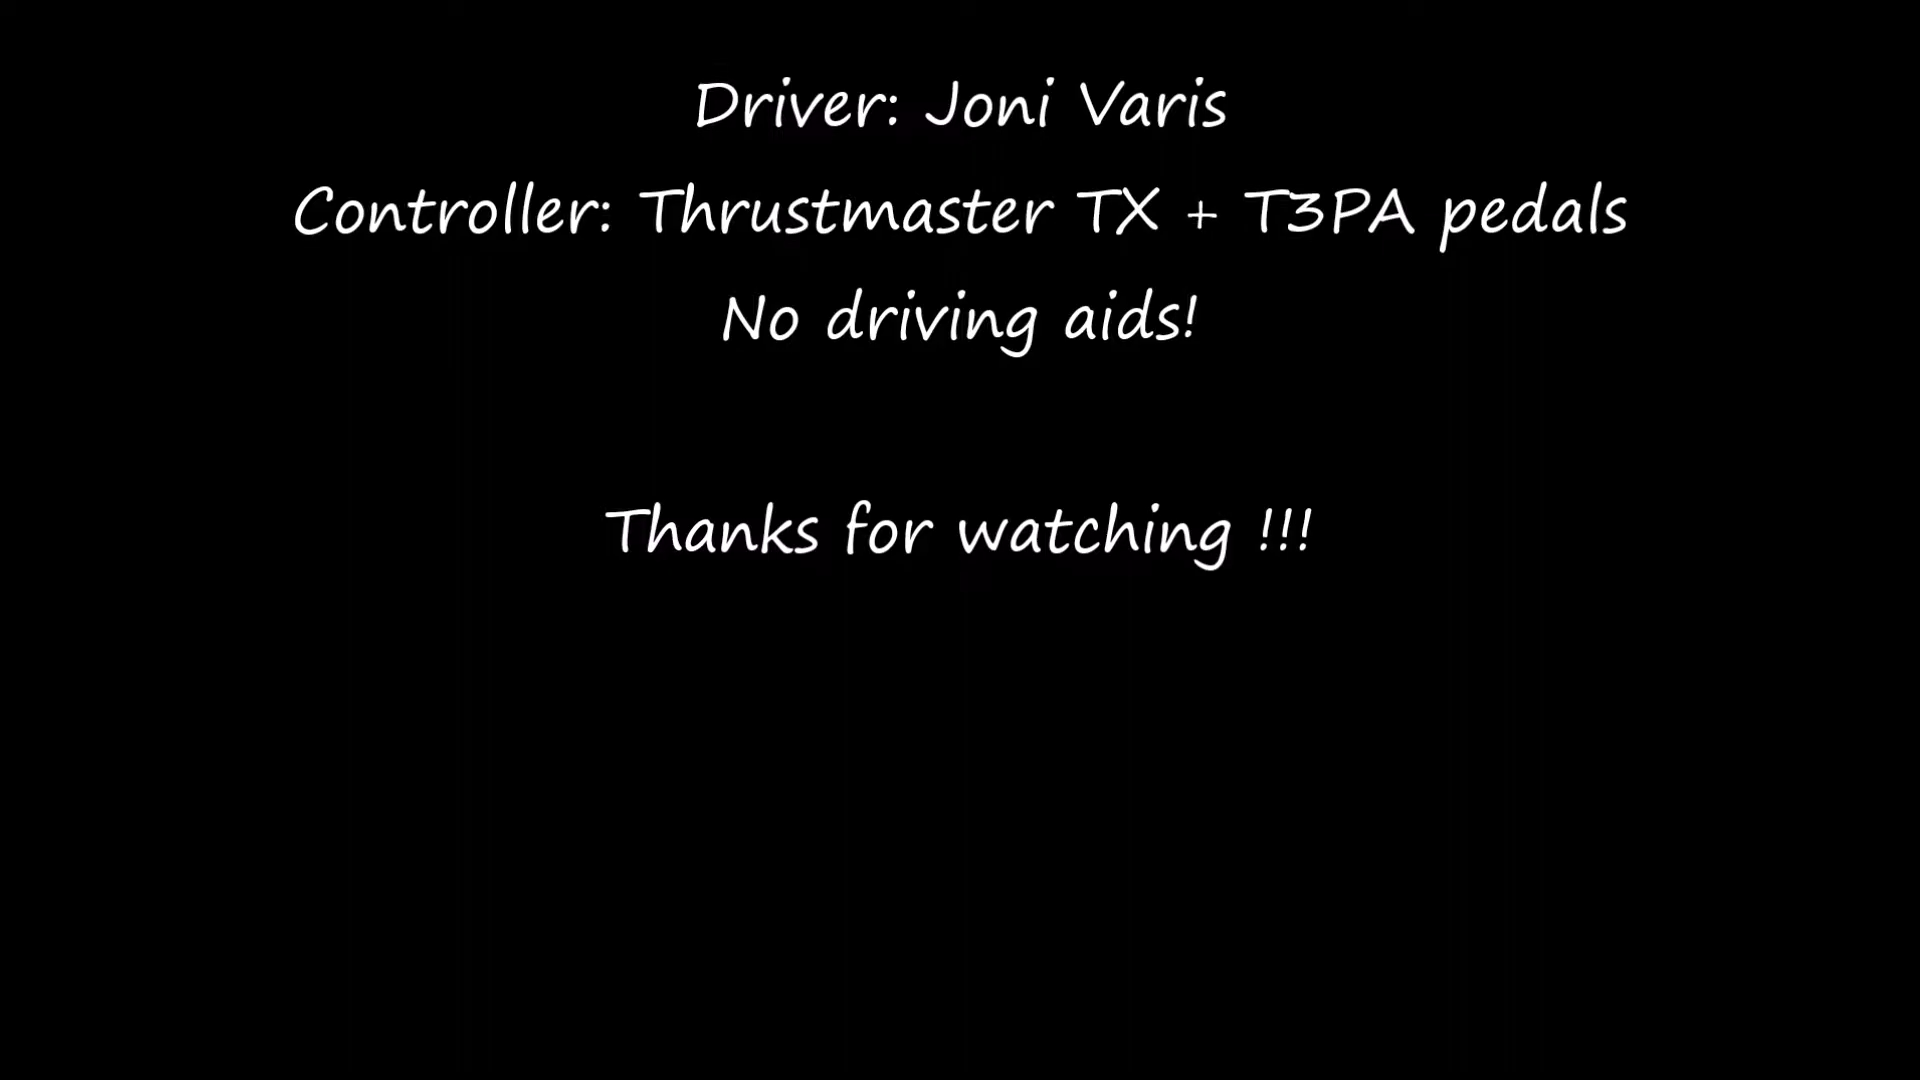 Driver: Joni Varis
Controller: Thrustmaster TX + T3PA pedals
No driving aids!
Thanks for watching !!!